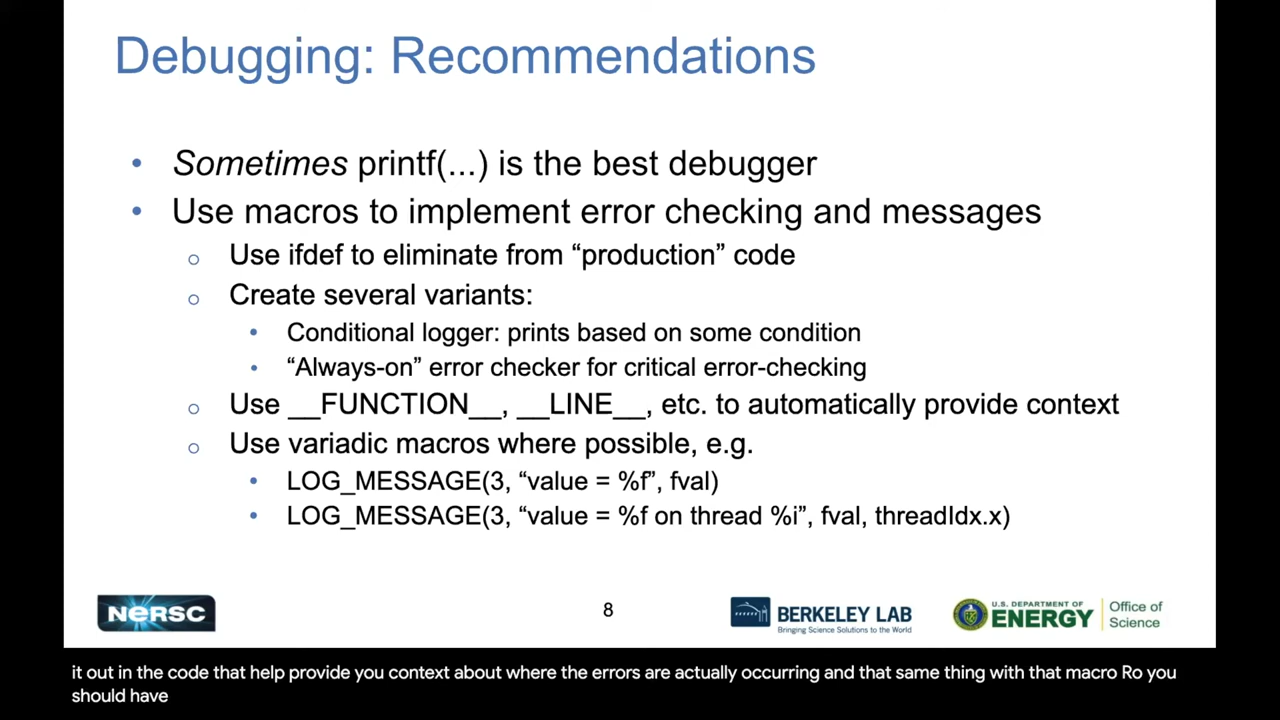 Debugging: Recommendations
• Sometimes printf(...) is the best debugger
• Use macros to implement error checking and messages
o Use ifdef to eliminate from “production” code
o Create several variants:
• Conditional logger: prints based on some condition
• “Always-on” error checker for critical error-checking
o Use __FUNCTION__, __LINE__, etc. to automatically provide context
o Use variadic macros where possible, e.g.
• LOG_MESSAGE(3, “value = %f”, fval)
• LOG_MESSAGE(3, “value = %f on thread %i”, fval, threadIdx.x)
NERSC
8
BERKELEY LAB
Bringing Science Solutions to the World
U.S. DEPARTMENT OF
ENERGY
Office of
Science
it out in the code that help provide you context about where the errors are actually occurring and that same thing with that macro Ro you
should have